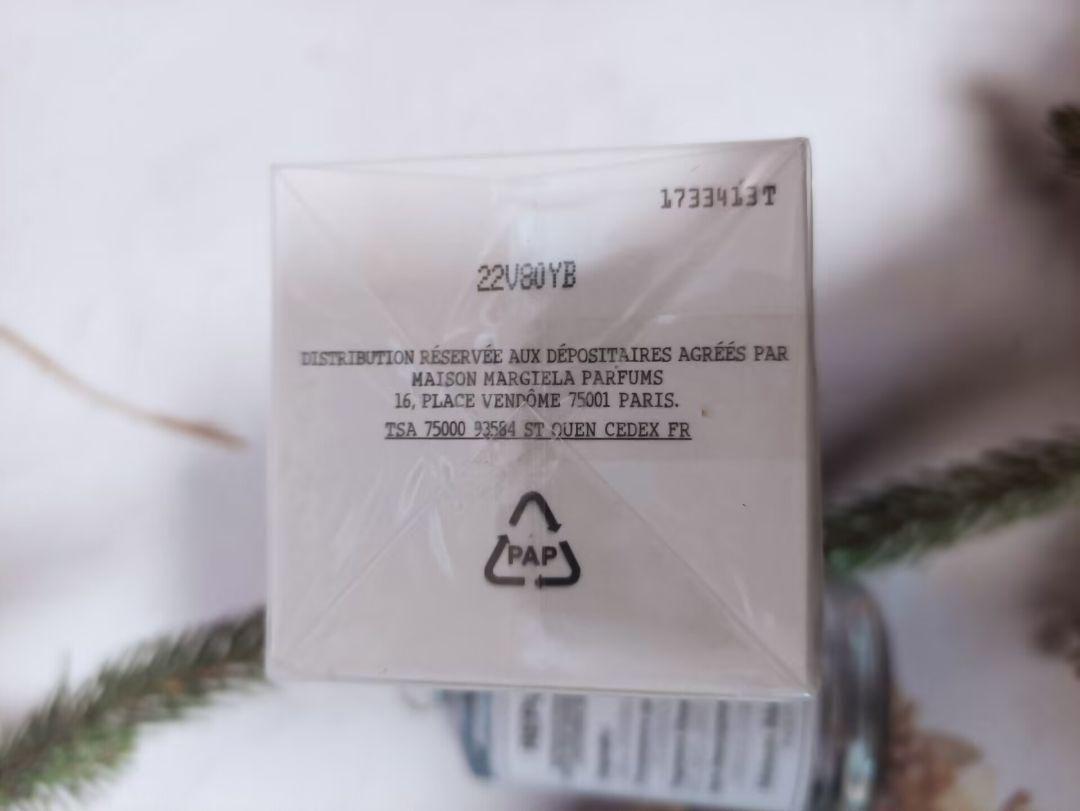 1733413T
22V80YB
DISTRIBUTION RÉSERVÉE AUX DÉPOSITAIRES AGRÉÉS PAR
MAISON MARGIELA PARFUMS
16, PLACE VENDÔME 75001 PARIS.
TSA 75000 93584 ST OUEN CEDEX FR
PAP